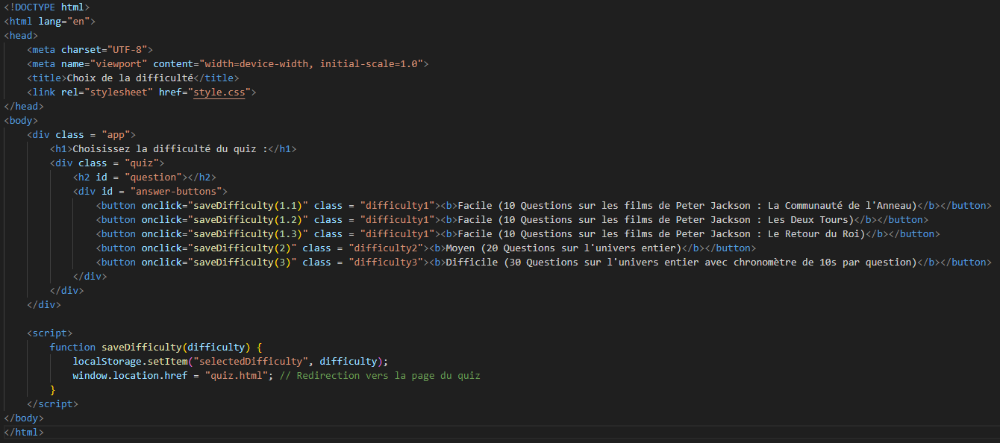 <!DOCTYPE html>
<html lang="en">
<head>
    <meta charset="UTF-8">
    <meta name="viewport" content="width=device-width, initial-scale=1.0">
    <title>Choix de la difficulté</title>
    <link rel="stylesheet" href="style.css">
</head>
<body>
    <div class = "app">
        <h1>Choisissez la difficulté du quiz :</h1>
        <div class = "quiz">
            <h2 id = "question"></h2>
            <div id = "answer-buttons">
                <button onclick="saveDifficulty(1.1)" class = "difficulty1"><b>Facile (10 Questions sur les films de Peter Jackson : La Communauté de l'Anneau)</b></button>
                <button onclick="saveDifficulty(1.2)" class = "difficulty1"><b>Facile (10 Questions sur les films de Peter Jackson : Les Deux Tours)</b></button>
                <button onclick="saveDifficulty(1.3)" class = "difficulty1"><b>Facile (10 Questions sur les films de Peter Jackson : Le Retour du Roi)</b></button>
                <button onclick="saveDifficulty(2)" class = "difficulty2"><b>Moyen (20 Questions sur l'univers entier)</b></button>
                <button onclick="saveDifficulty(3)" class = "difficulty3"><b>Difficile (30 Questions sur l'univers entier avec chronomètre de 10s par question)</b></button>
            </div>
        </div>
    </div>

    <script>
        function saveDifficulty(difficulty) {
            localStorage.setItem("selectedDifficulty", difficulty);
            window.location.href = "quiz.html"; // Redirection vers la page du quiz
        }
    </script>
</body>
</html>